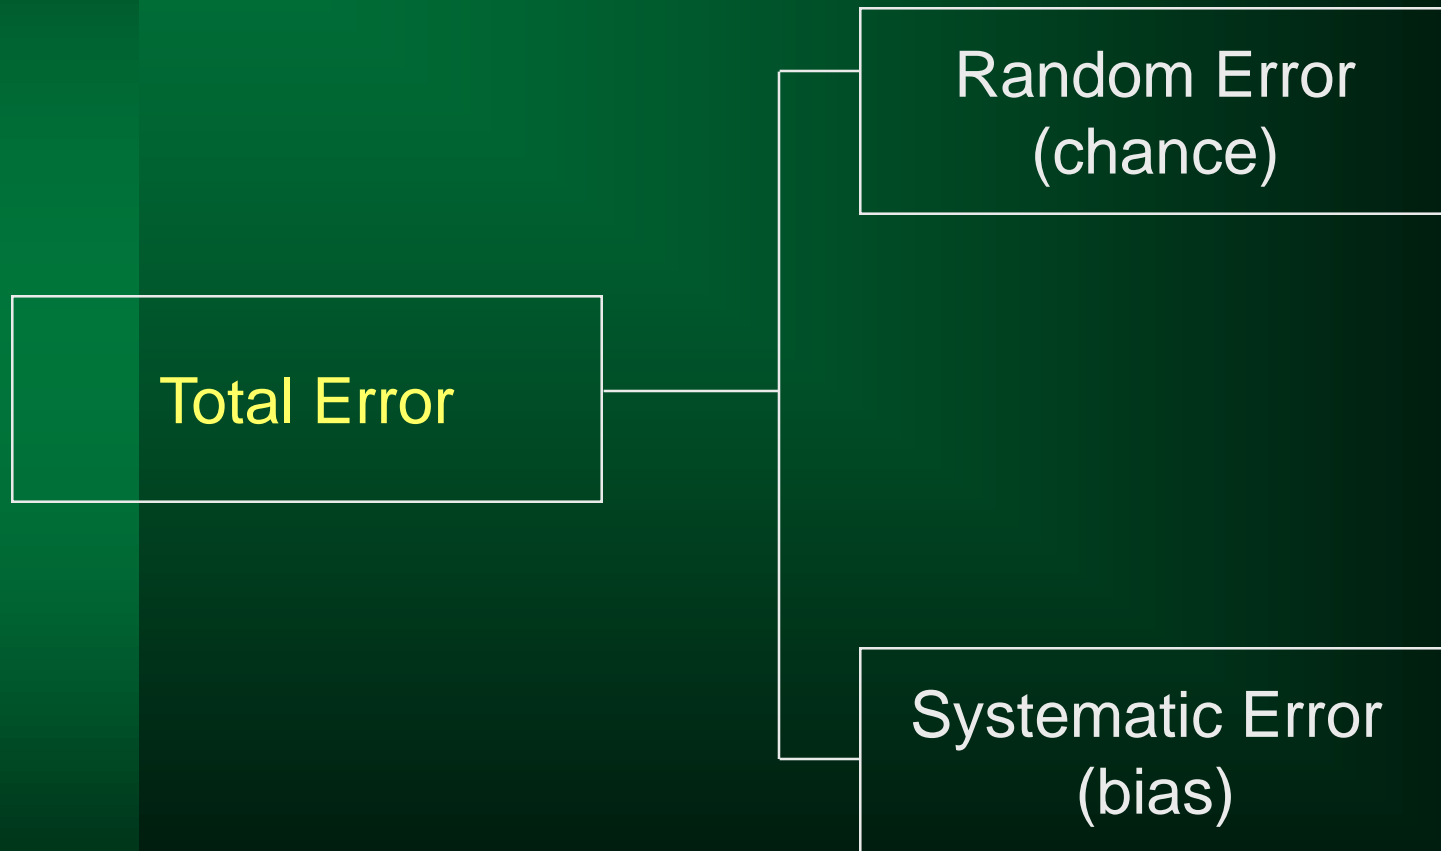 Random Error
(chance)
Total Error
Systematic Error
(bias)